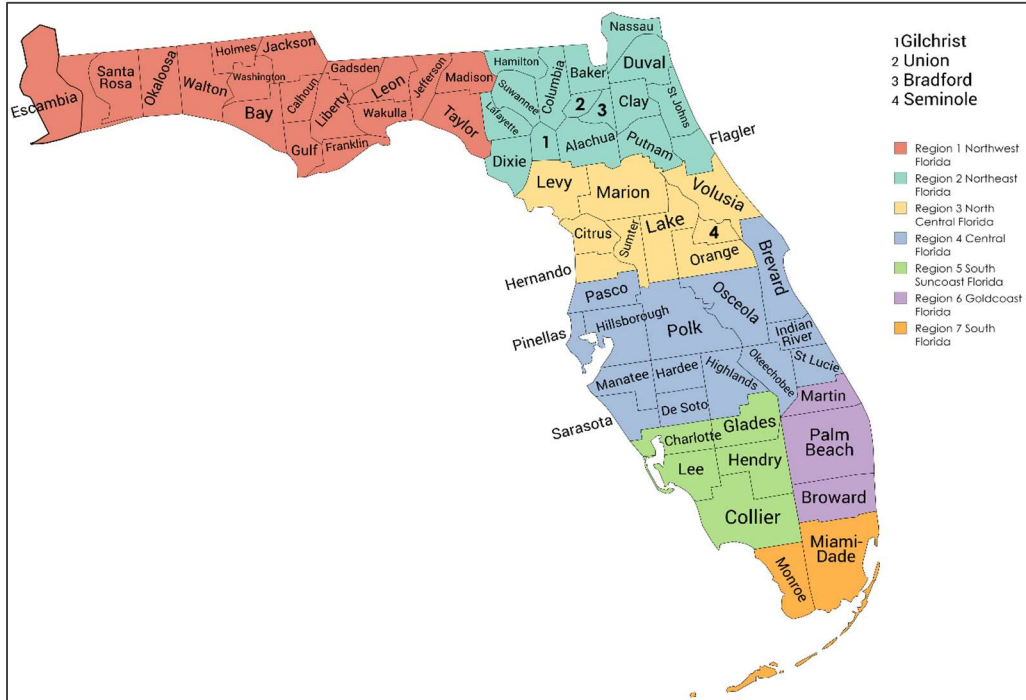 Nassau
Jackson
Holmes
Hamilton
Baker
Duval
Santa
Rosa
Okaloosa
Walton
Washington
Gadsden
Leon
Jefferson
Madison
Suwannee
Columbia
2
3
Clay
St Johns
Escambia
Bay
Calhoun
Liberty
Wakulla
Taylor
Lafayette
1
Alachua
Putnam
Flagler
Gulf
Franklin
Dixie
Levy
Marion
Volusia
Citrus
Sumter
Lake
4
Orange
Brevard
Hernando
Pasco
Osceola
Pinellas
Hillsborough
Polk
Indian
River
Manatee
Hardee
Highlands
Okeechobee
St Lucie
Sarasota
De Soto
Martin
Charlotte
Glades
Lee
Hendry
Palm
Beach
Collier
Broward
Monroe
Miami-
Dade
1Gilchrist
2 Union
3 Bradford
4 Seminole
Region 1 Northwest
Florida
Region 2 Northeast
Florida
Region 3 North
Central Florida
Region 4 Central
Florida
Region 5 South
Suncoast Florida
Region 6 Goldcoast
Florida
Region 7 South
Florida